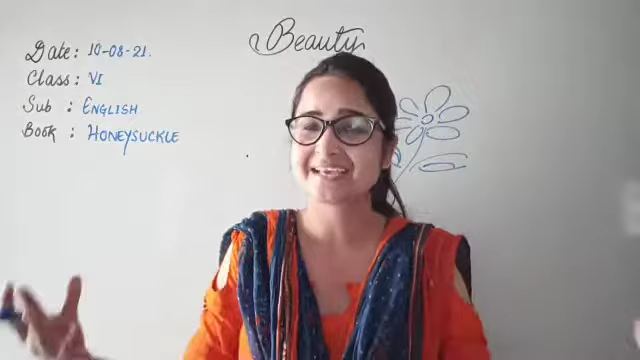 Beauty
Date: 10-08-21.
Class: VI
Sub : ENGLISH
Book : HONEYSUCKLE